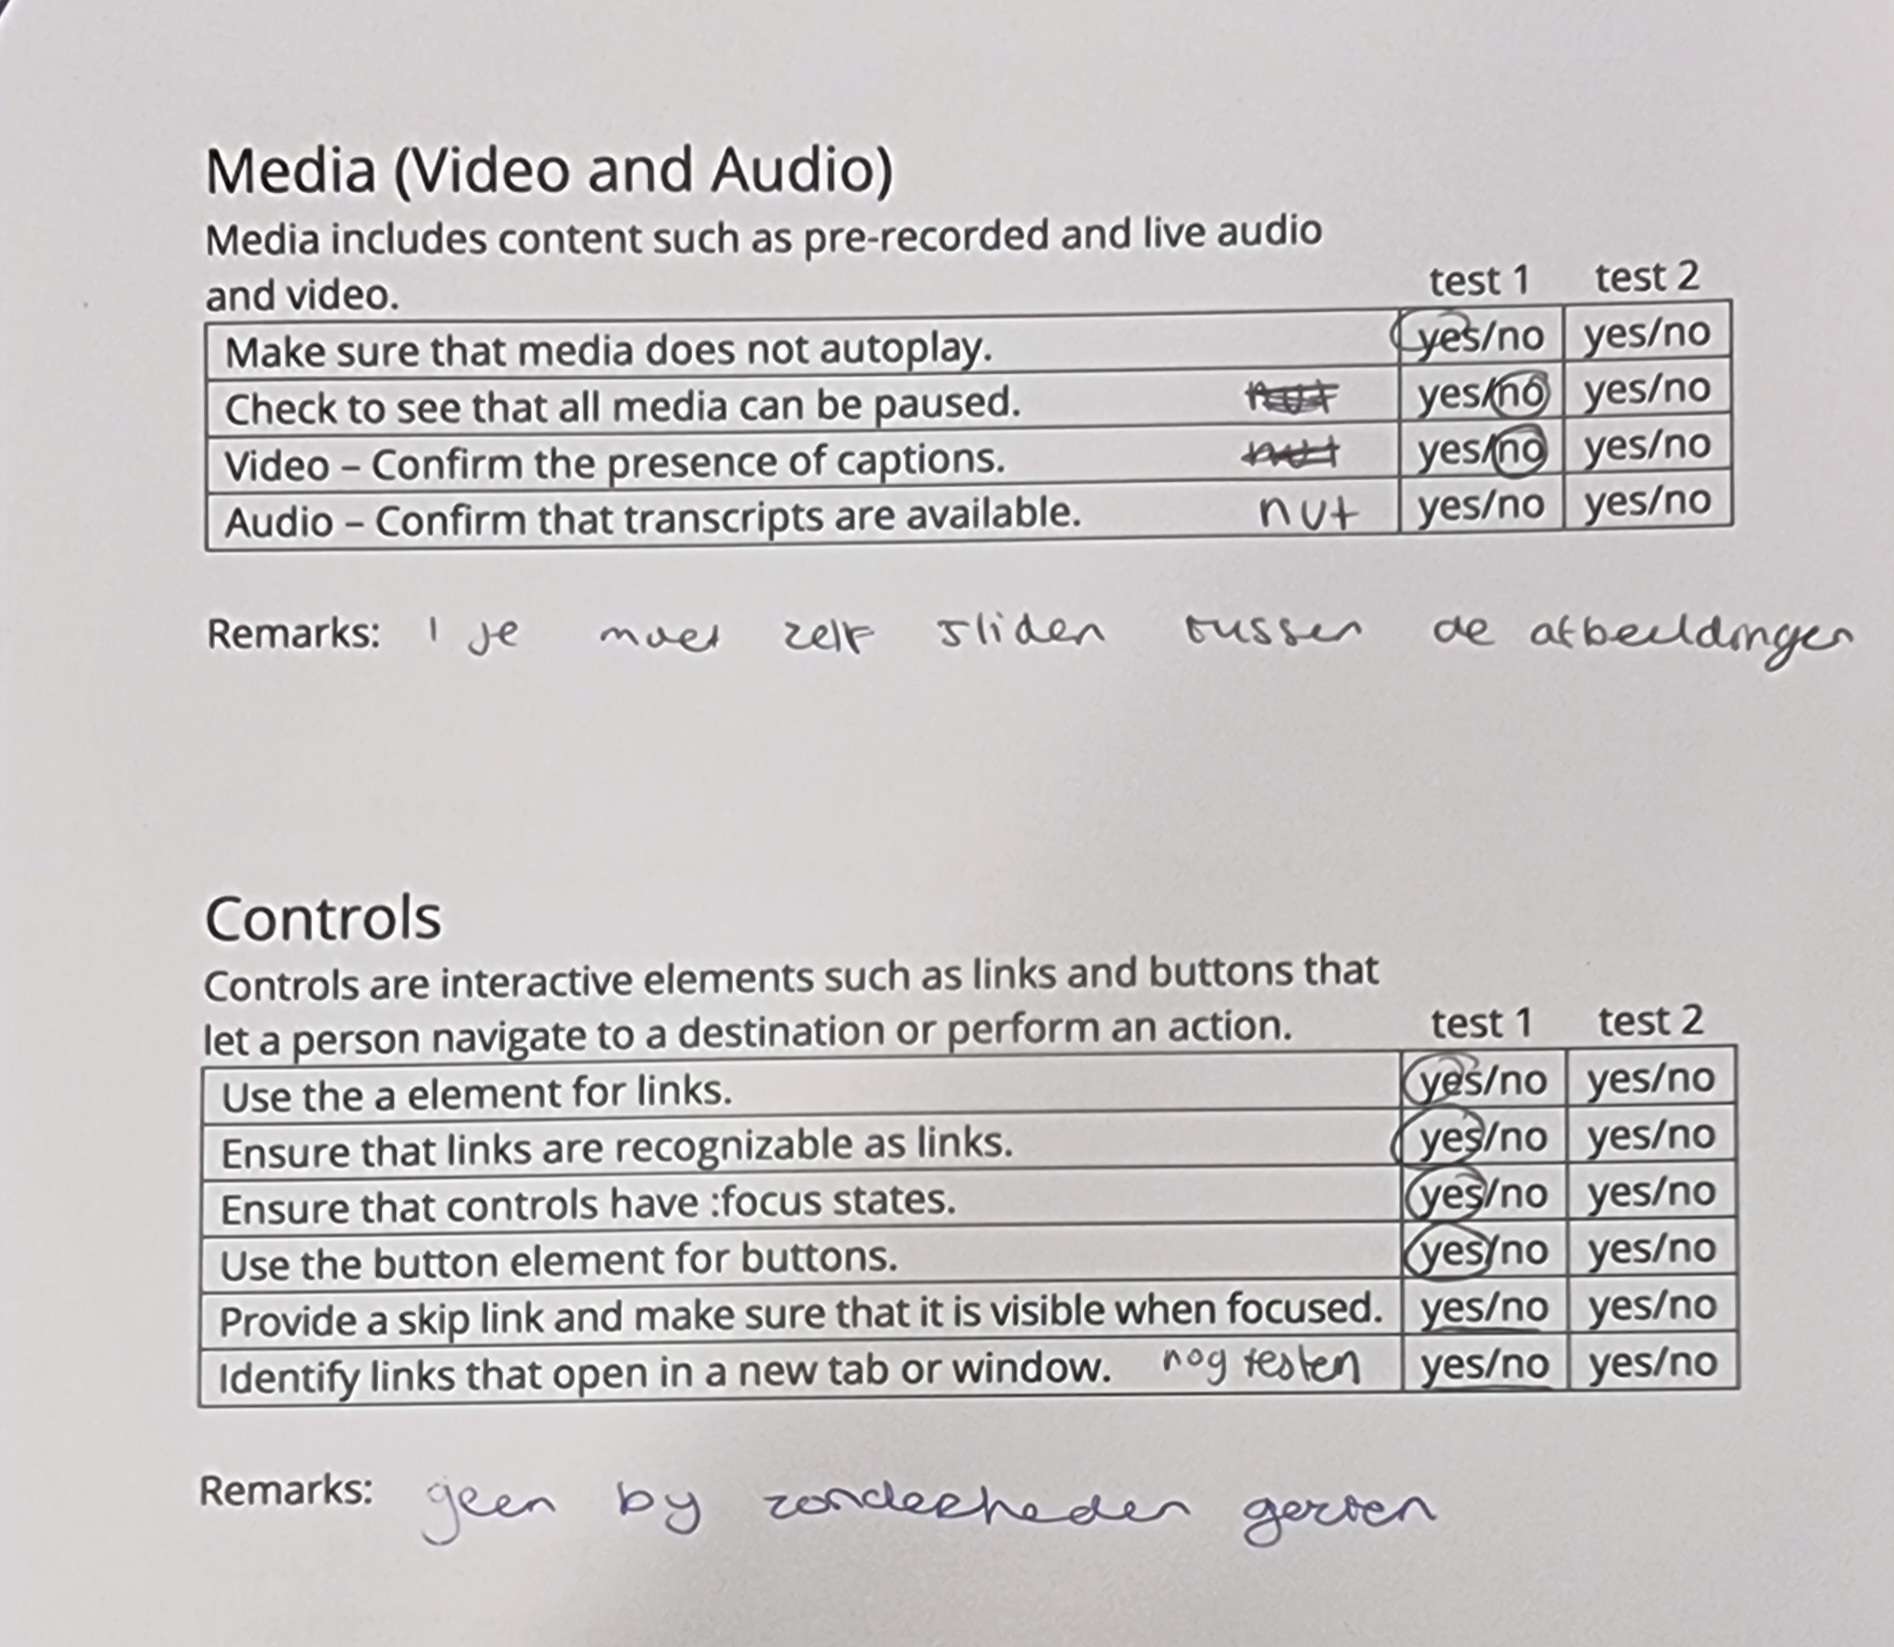 Media (Video and Audio)
Media includes content such as pre-recorded and live audio
and video. test 1 test 2
Make sure that media does not autoplay. yes/no yes/no
Check to see that all media can be paused. yes/no yes/no
Video – Confirm the presence of captions. yes/no yes/no
Audio – Confirm that transcripts are available. nvt yes/no yes/no
Remarks: 1 je moet zelf sliden tussen de afbeeldingen
Controls
Controls are interactive elements such as links and buttons that
let a person navigate to a destination or perform an action. test 1 test 2
Use the a element for links. yes/no yes/no
Ensure that links are recognizable as links. yes/no yes/no
Ensure that controls have :focus states. yes/no yes/no
Use the button element for buttons. yes/no yes/no
Provide a skip link and make sure that it is visible when focused. yes/no yes/no
Identify links that open in a new tab or window. nog testen yes/no yes/no
Remarks: geen by zonderheden